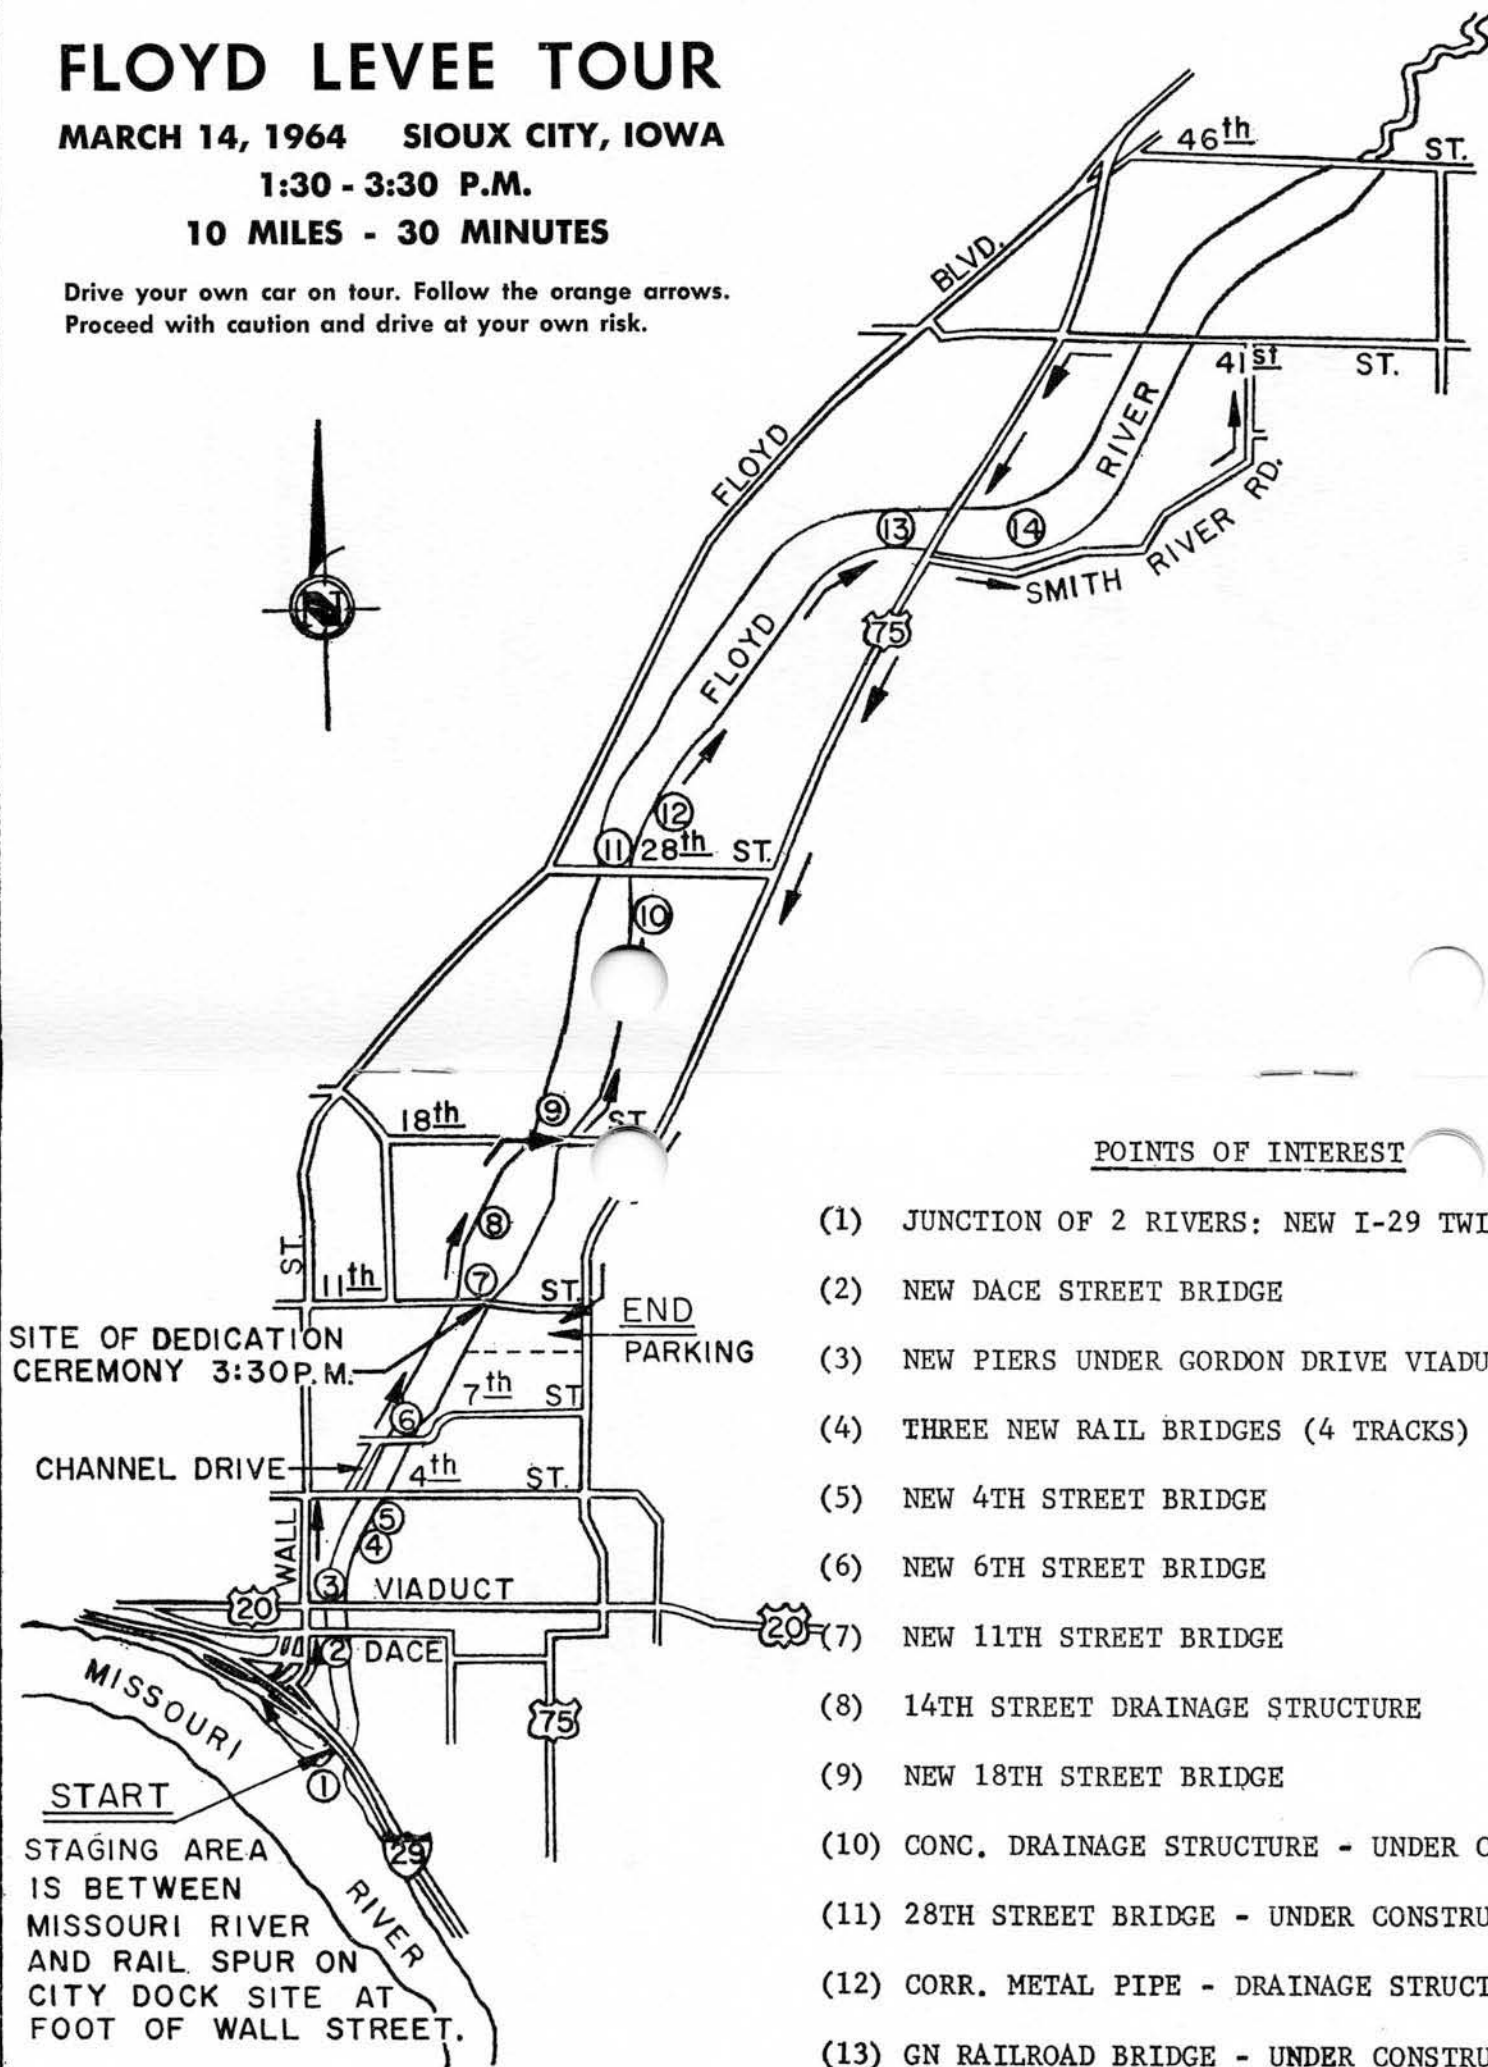 FLOYD LEVEE TOUR
MARCH 14, 1964 SIOUX CITY, IOWA
1:30 - 3:30 P.M.
10 MILES - 30 MINUTES
Drive your own car on tour. Follow the orange arrows.
Proceed with caution and drive at your own risk.
46th ST.
BLVD.
41st ST.
FLOYD
RIVER
13
14
SMITH RIVER RD.
N
FLOYD
75
12
11
28th ST.
10
9
18th ST.
8
ST.
7
11th ST.
END
PARKING
SITE OF DEDICATION
CEREMONY 3:30 P.M.
7th ST
6
CHANNEL DRIVE
4th ST.
5
4
WALL
3
VIADUCT
20
20
2
DACE
MISSOURI
75
1
START
29
STAGING AREA
IS BETWEEN
MISSOURI RIVER
AND RAIL SPUR ON
CITY DOCK SITE AT
FOOT OF WALL STREET.
RIVER
POINTS OF INTEREST
(1) JUNCTION OF 2 RIVERS: NEW I-29 TWI
(2) NEW DACE STREET BRIDGE
(3) NEW PIERS UNDER GORDON DRIVE VIADU
(4) THREE NEW RAIL BRIDGES (4 TRACKS)
(5) NEW 4TH STREET BRIDGE
(6) NEW 6TH STREET BRIDGE
(7) NEW 11TH STREET BRIDGE
(8) 14TH STREET DRAINAGE STRUCTURE
(9) NEW 18TH STREET BRIDGE
(10) CONC. DRAINAGE STRUCTURE - UNDER C
(11) 28TH STREET BRIDGE - UNDER CONSTRU
(12) CORR. METAL PIPE - DRAINAGE STRUCT
(13) GN RAILROAD BRIDGE - UNDER CONSTRU